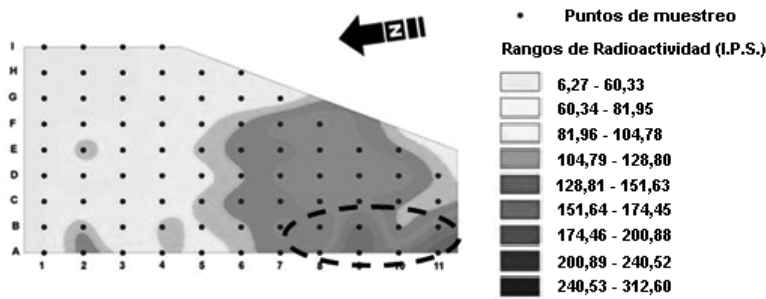 Puntos de muestreo
Rangos de Radioactividad (I.P.S.)
6,27 - 60,33
60,34 - 81,95
81,96 - 104,78
104,79 - 128,80
128,81 - 151,63
151,64 - 174,45
174,46 - 200,88
200,89 - 240,52
240,53 - 312,60
N
I
H
G
F
E
D
C
B
A
1 2 3 4 5 6 7 8 9 10 11